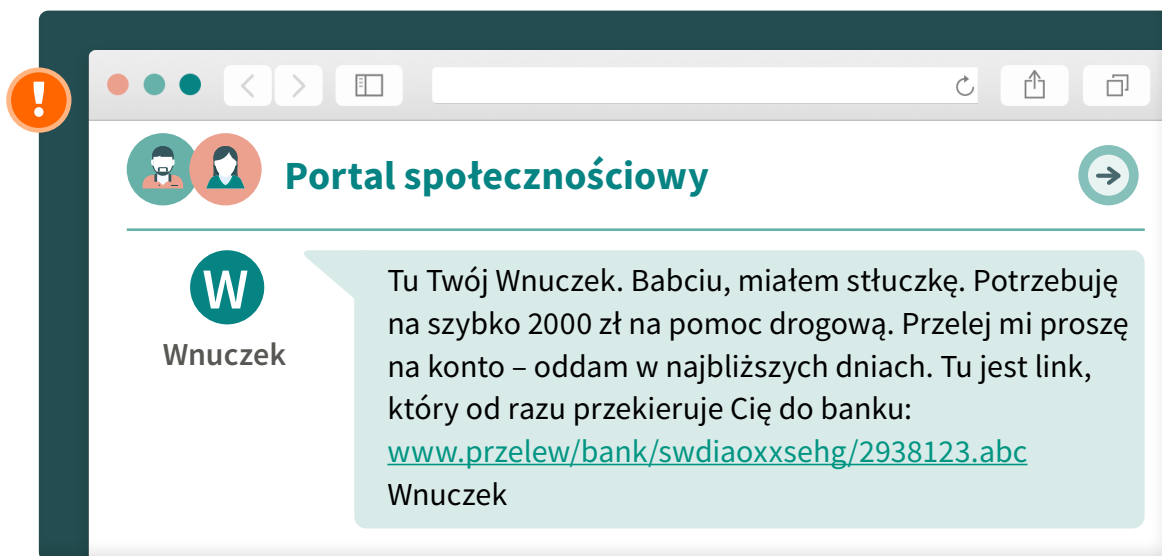 !
Portal społecznościowy
W
Wnuczek
Tu Twój Wnuczek. Babciu, miałem stłuczkę. Potrzebuję
na szybko 2000 zł na pomoc drogową. Przelej mi proszę
na konto – oddam w najbliższych dniach. Tu jest link,
który od razu przekieruje Cię do banku:
www.przelew/bank/swdiaoxxsehg/2938123.abc
Wnuczek